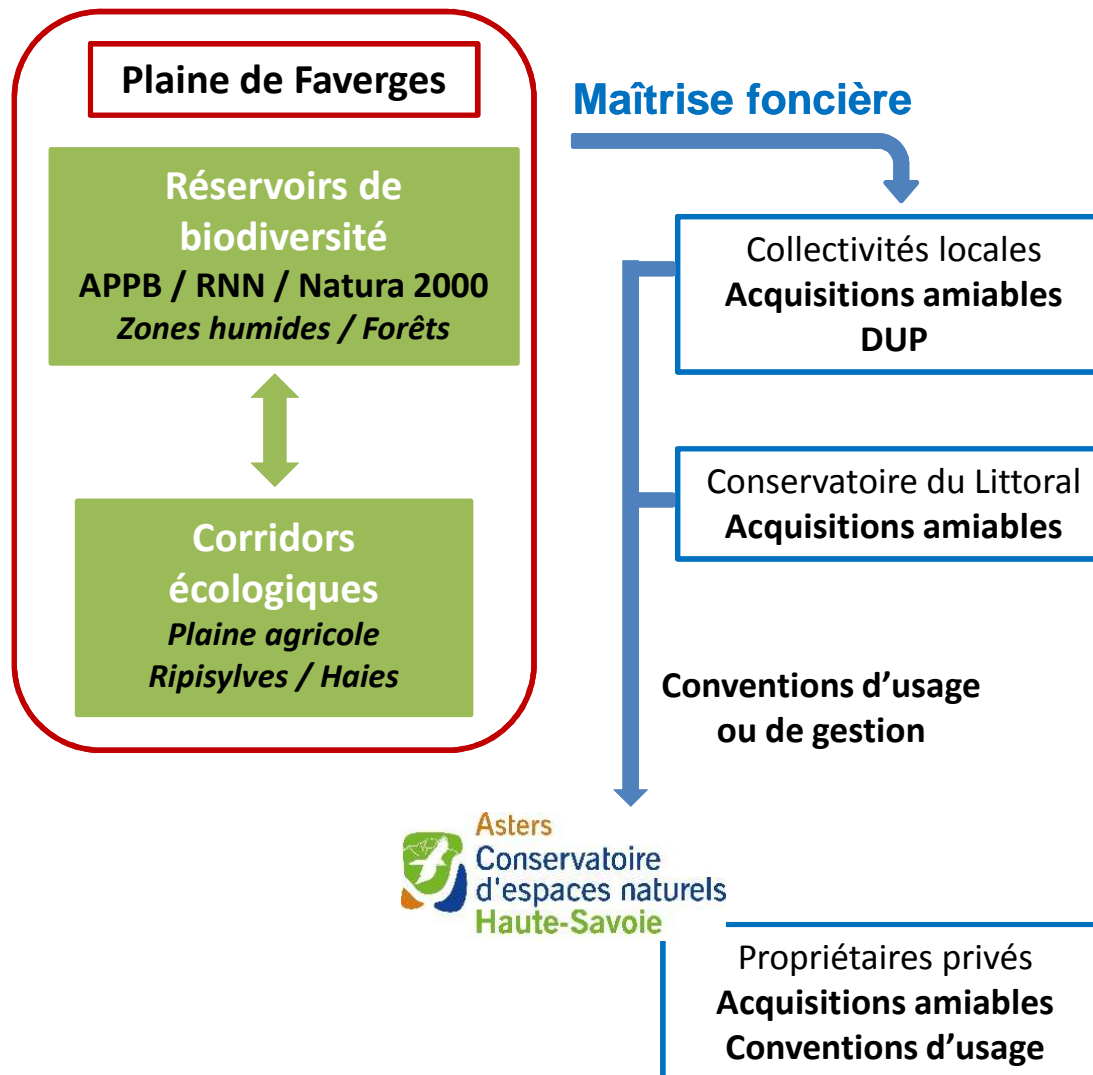 Plaine de Faverges
Réservoirs de
biodiversité
APPB / RNN / Natura 2000
Zones humides / Forêts
Corridors
écologiques
Plaine agricole
Ripisylves / Haies
Maîtrise foncière
Collectivités locales
Acquisitions amiables
DUP
Conservatoire du Littoral
Acquisitions amiables
Conventions d’usage
ou de gestion
Asters
Conservatoire
d'espaces naturels
Haute-Savoie
Propriétaires privés
Acquisitions amiables
Conventions d’usage